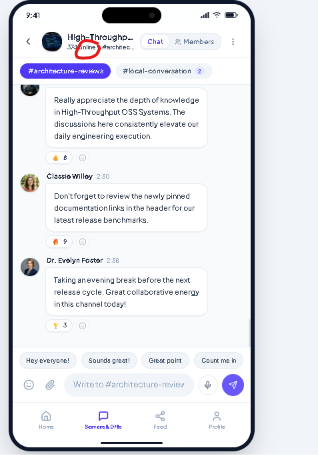 9:41
High-Throughp...
Chat
Members
online
#architec...
#architecture-reviews
#local-conversation 2
Really appreciate the depth of knowledge
in High-Throughput OSS Systems. The
discussions here consistently elevate our
daily engineering execution.
8
Classie Willey 2:30
Don't forget to review the newly pinned
documentation links in the header for our
latest release benchmarks.
9
Dr. Evelyn Foster 2:38
Taking an evening break before the next
release cycle. Great collaborative energy
in this channel today!
3
Hey everyone!
Sounds great!
Great point
Count me in
Write to #architecture-review
Home
Servers & DMs
Feed
Profile